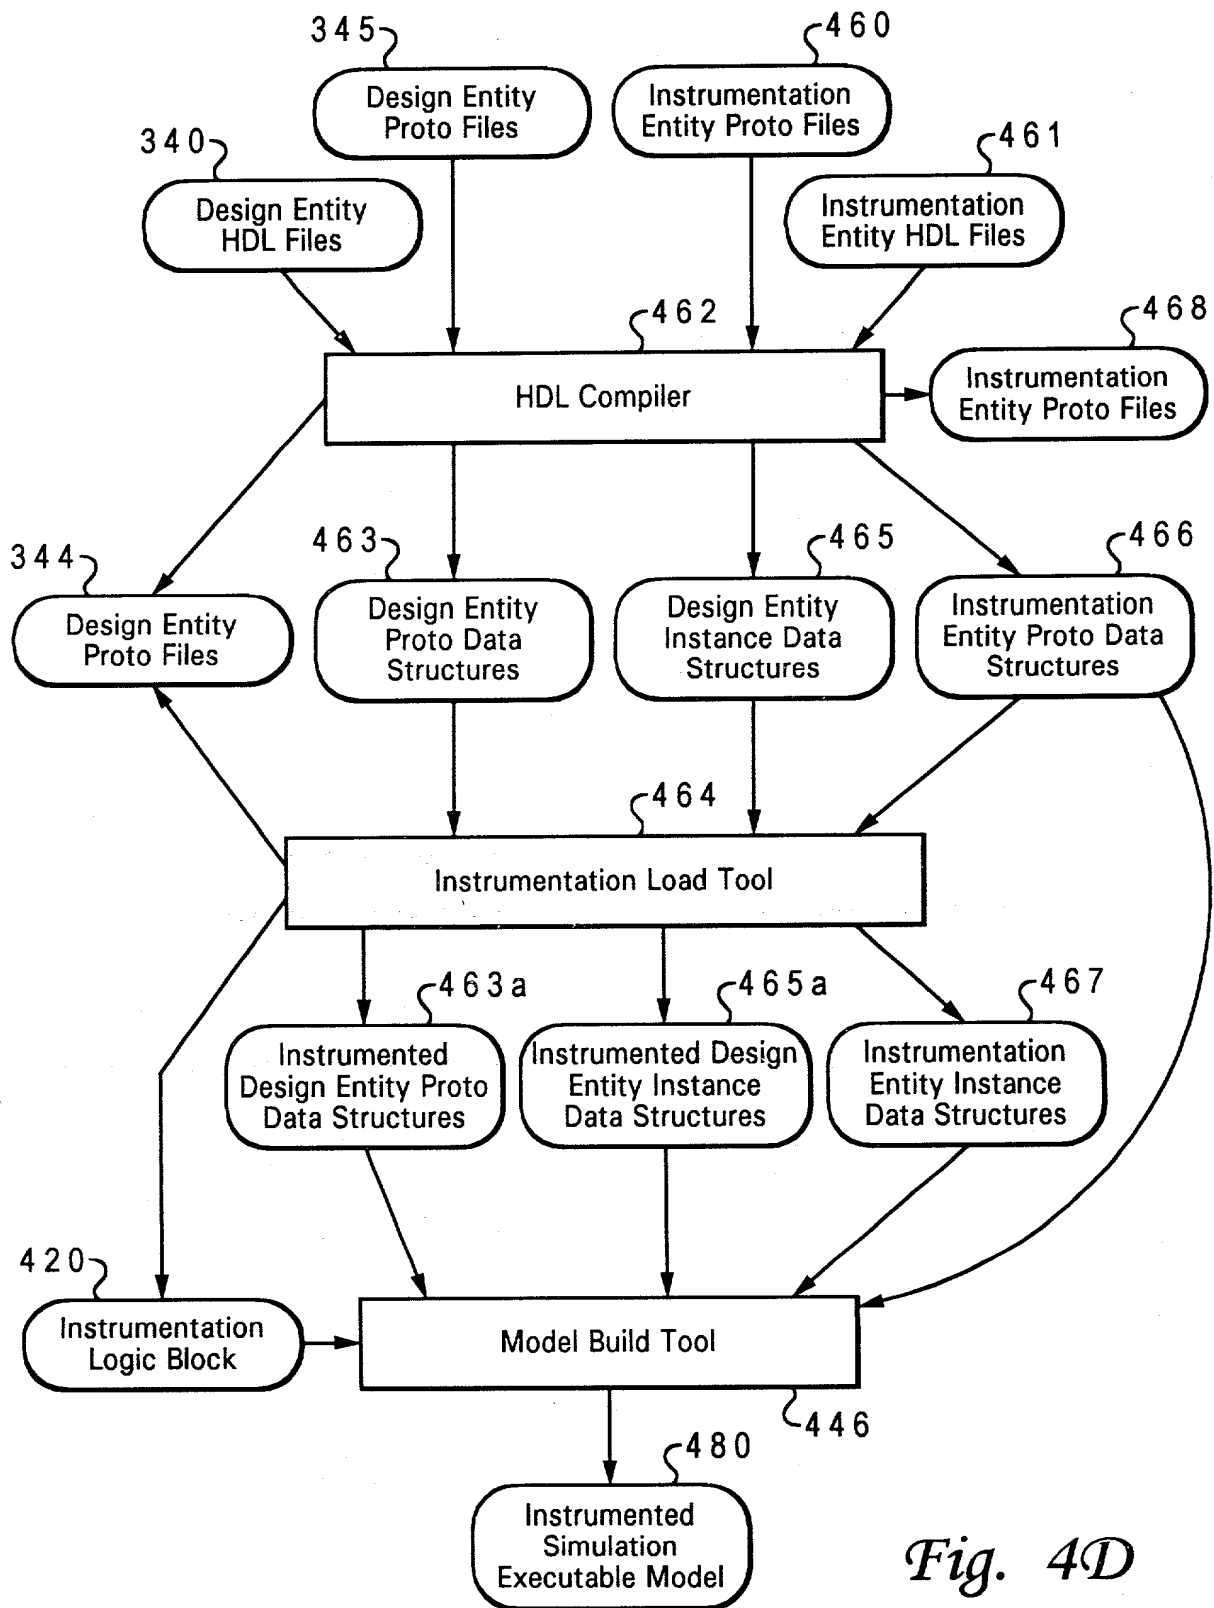 345
460
Design Entity
Proto Files
Instrumentation
Entity Proto Files
340
461
Design Entity
HDL Files
Instrumentation
Entity HDL Files
462
468
HDL Compiler
Instrumentation
Entity Proto Files
344
463
465
466
Design Entity
Proto Files
Design Entity
Proto Data
Structures
Design Entity
Instance Data
Structures
Instrumentation
Entity Proto Data
Structures
464
Instrumentation Load Tool
463a
465a
467
Instrumented
Design Entity Proto
Data Structures
Instrumented Design
Entity Instance
Data Structures
Instrumentation
Entity Instance
Data Structures
420
Instrumentation
Logic Block
Model Build Tool
446
480
Instrumented
Simulation
Executable Model
Fig. 4D